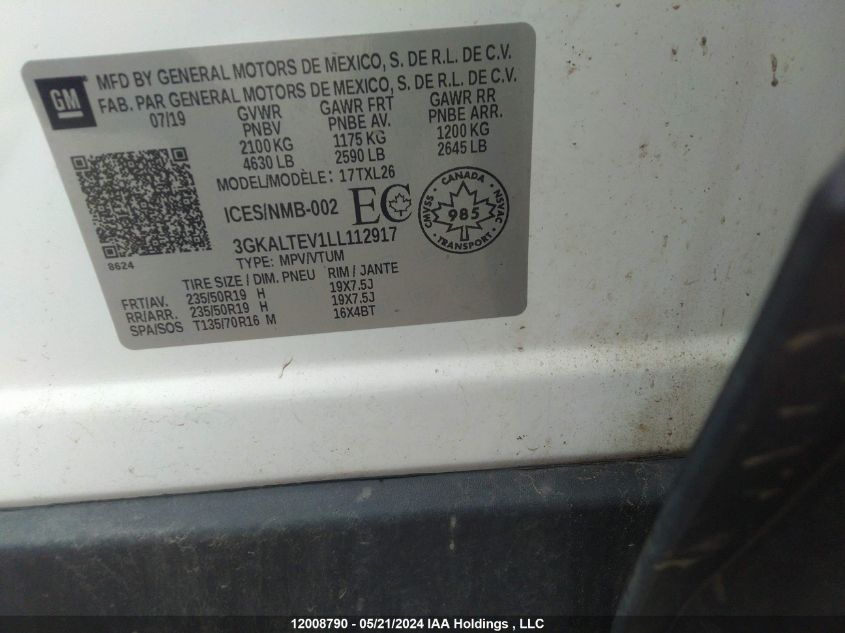 GM
MFD BY GENERAL MOTORS DE MEXICO, S. DE R.L. DE C.V.
FAB. PAR GENERAL MOTORS DE MEXICO, S. DE R.L. DE C.V.
07/19 GVWR GAWR FRT GAWR RR
PNBV PNBE AV. PNBE ARR.
2100 KG 1175 KG 1200 KG
4630 LB 2590 LB 2645 LB
MODEL/MODÈLE: 17TXL26
ICES/NMB-002 EC
CANADA
CMVSS 985 NSVAC
TRANSPORT
3GKALTEV1LL112917
8624
TYPE: MPV/VTUM
TIRE SIZE / DIM. PNEU RIM / JANTE
FRT/AV. 235/50R19 H 19X7.5J
RR/ARR. 235/50R19 H 19X7.5J
SPA/SOS T135/70R16 M 16X4BT
12008790 - 05/21/2024 IAA Holdings , LLC